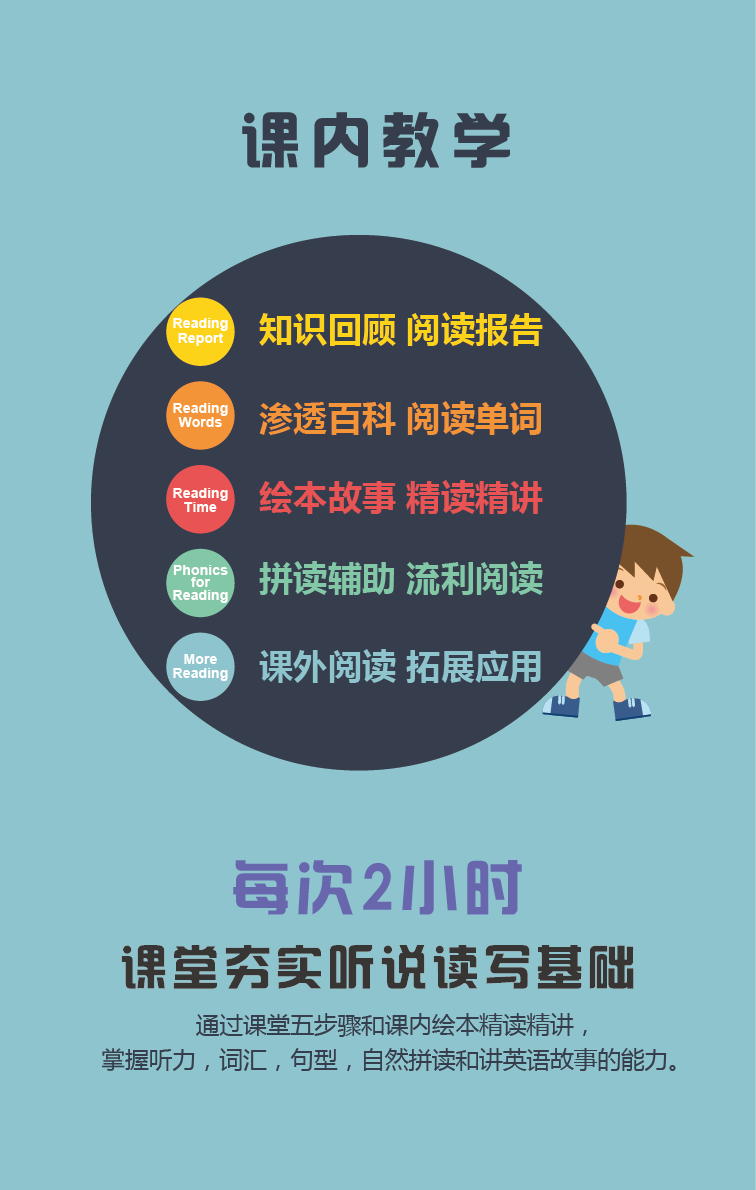 课内教学
Reading
Report
知识回顾 阅读报告
Reading
Words
渗透百科 阅读单词
Reading
Time
绘本故事 精读精讲
Phonics
for
Reading
拼读辅助 流利阅读
More
Reading
课外阅读 拓展应用
每次2小时
课堂夯实听说读写基础
通过课堂五步骤和课内绘本精读精讲，
掌握听力，词汇，句型，自然拼读和讲英语故事的能力。